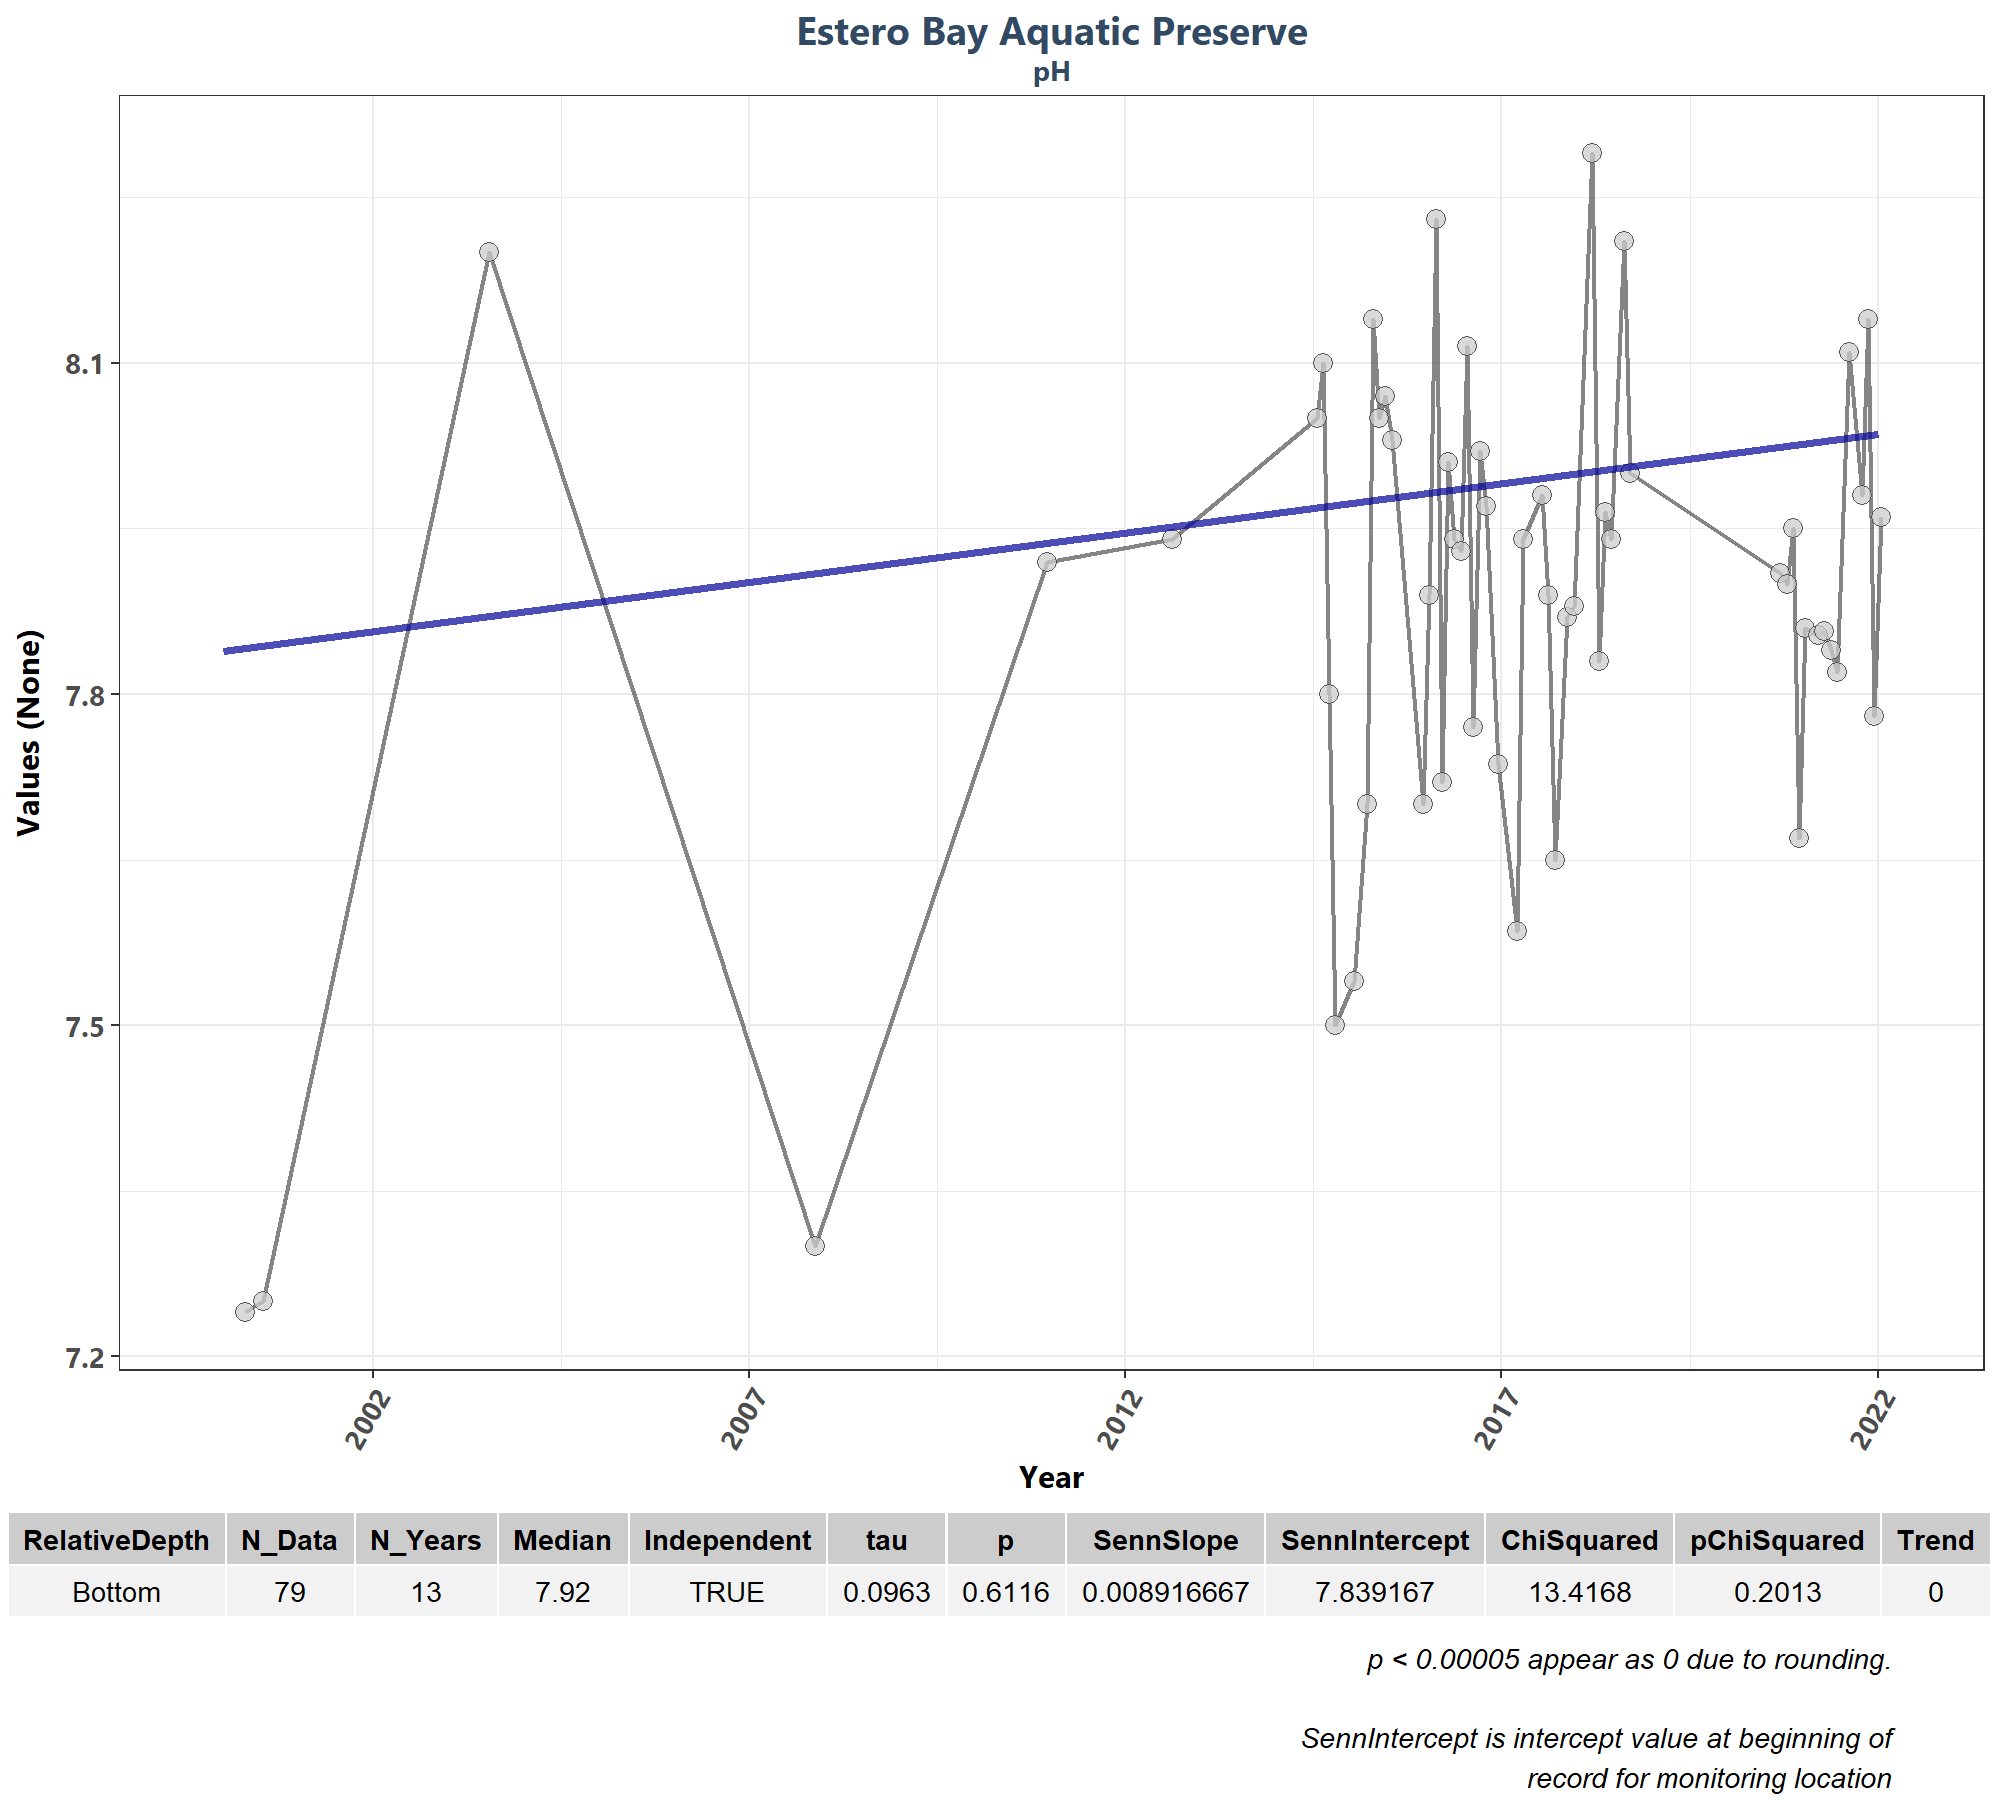 Estero Bay Aquatic Preserve
pH
Values (None)
8.1
7.8
7.5
7.2
2002 2007 2012 2017 2022
Year
RelativeDepth N_Data N_Years Median Independent tau p SennSlope SennIntercept ChiSquared pChiSquared Trend
Bottom 79 13 7.92 TRUE 0.0963 0.6116 0.008916667 7.839167 13.4168 0.2013 0
p < 0.00005 appear as 0 due to rounding.
SennIntercept is intercept value at beginning of
record for monitoring location